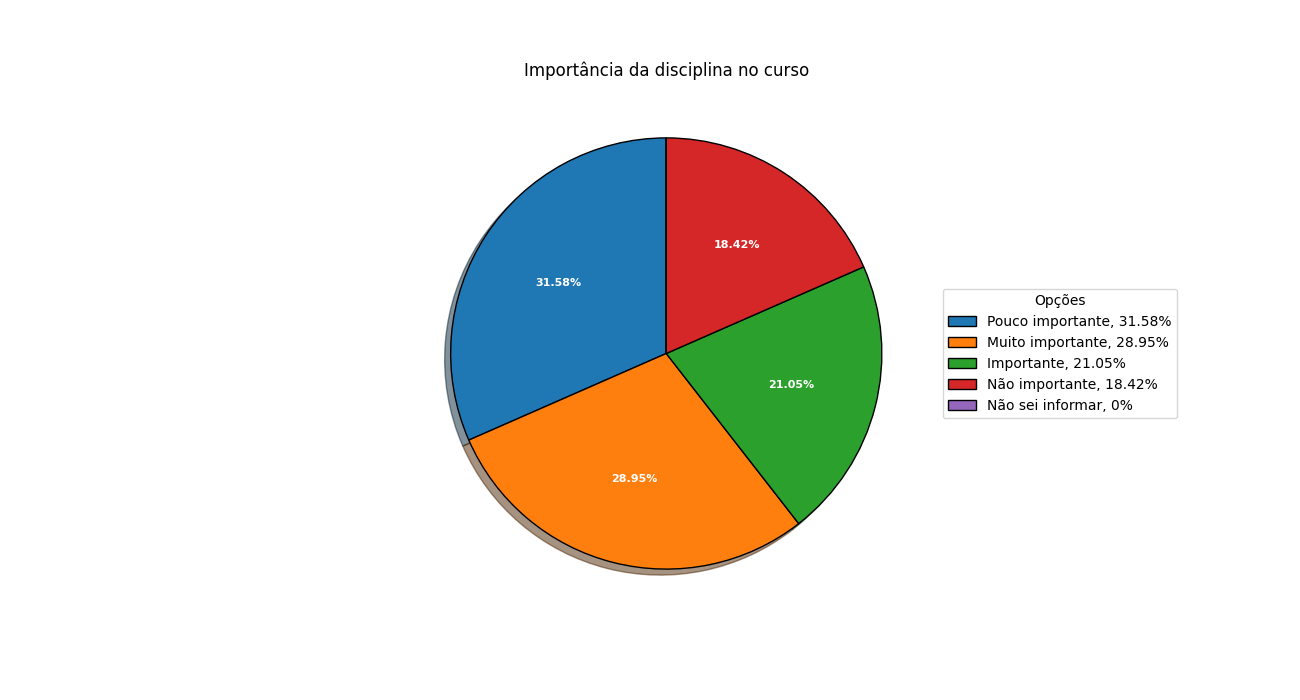 Importância da disciplina no curso
18.42%
31.58%
21.05%
28.95%
Opções
Pouco importante, 31.58%
Muito importante, 28.95%
Importante, 21.05%
Não importante, 18.42%
Não sei informar, 0%